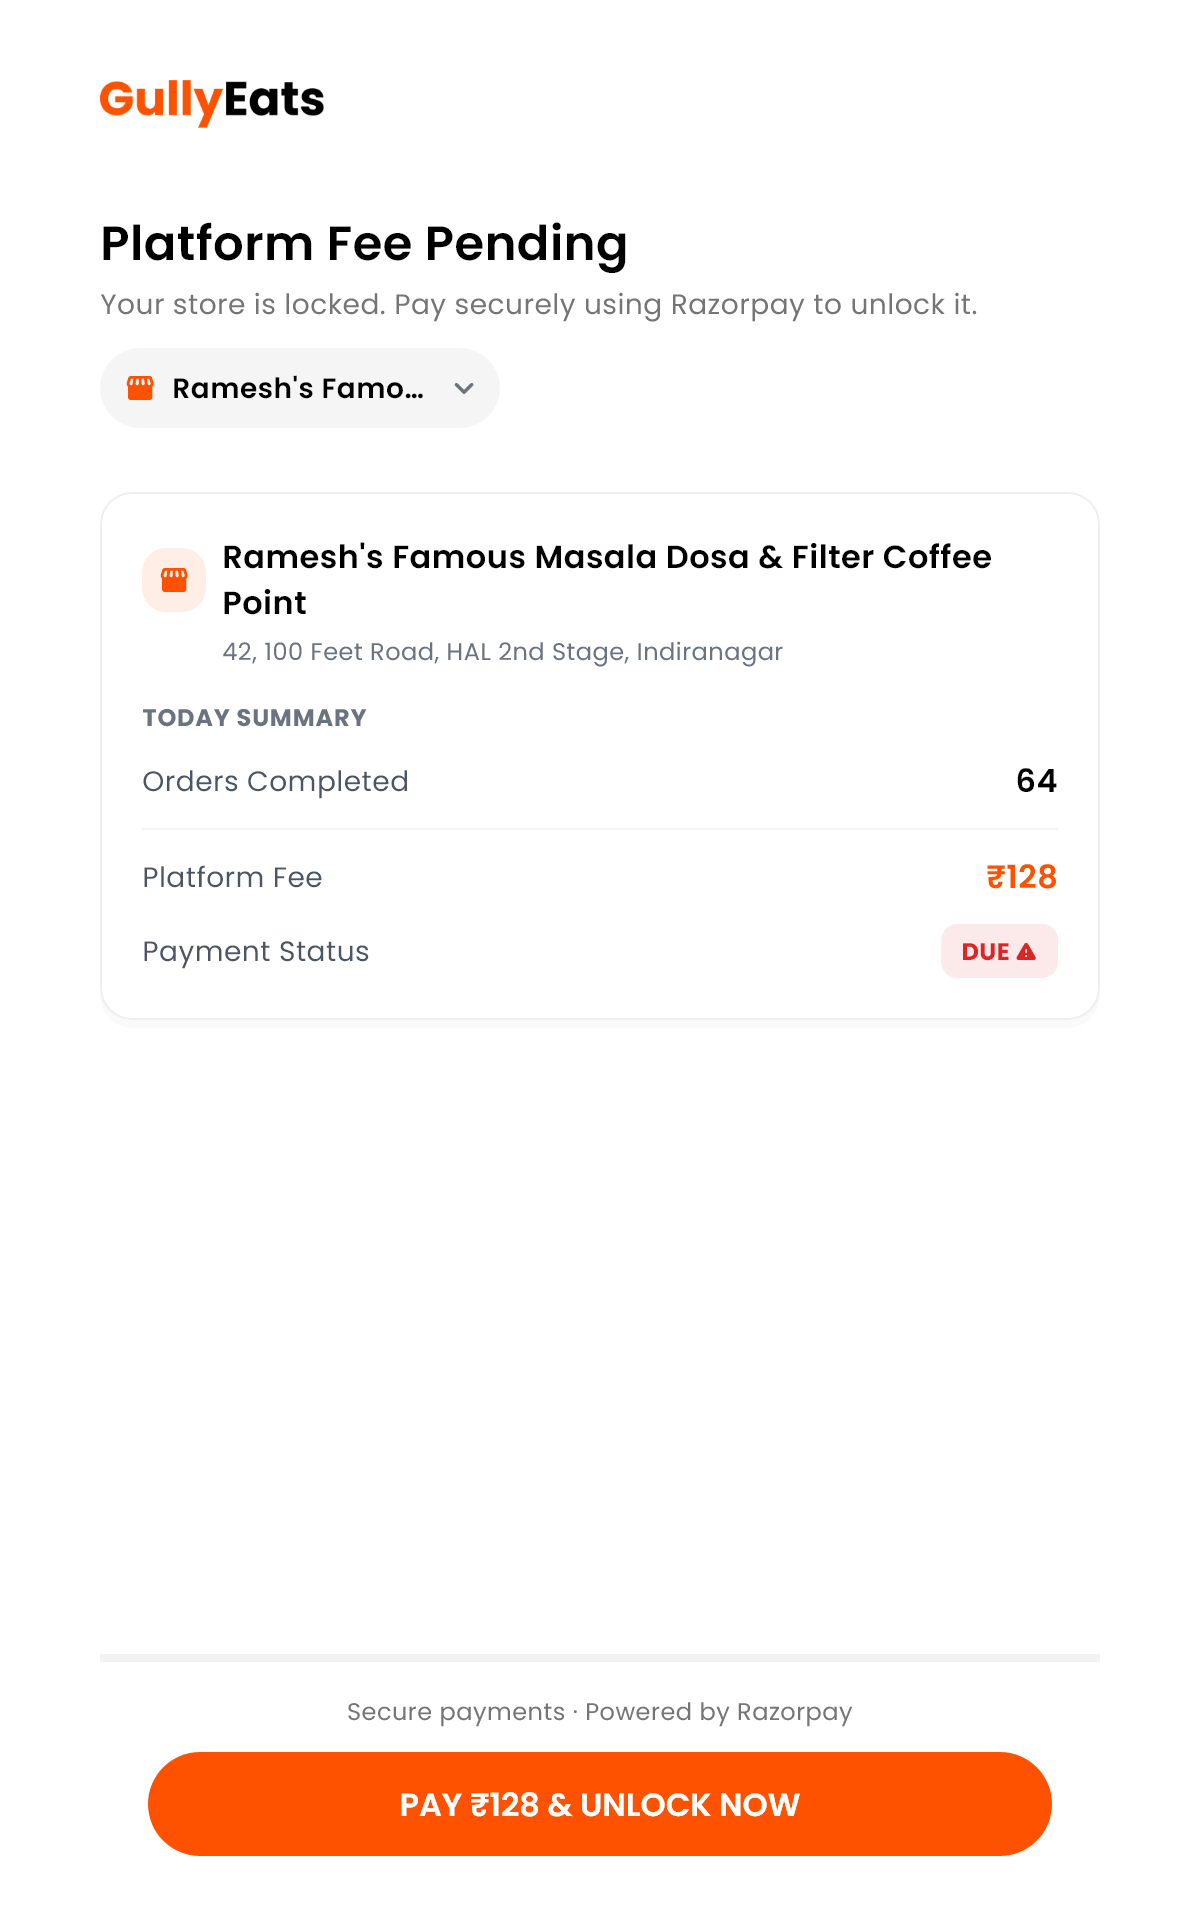 GullyEats
Platform Fee Pending
Your store is locked. Pay securely using Razorpay to unlock it.
Ramesh's Famo...
Ramesh's Famous Masala Dosa & Filter Coffee
Point
42, 100 Feet Road, HAL 2nd Stage, Indiranagar
TODAY SUMMARY
Orders Completed 64
Platform Fee ₹128
Payment Status DUE
Secure payments · Powered by Razorpay
PAY ₹128 & UNLOCK NOW